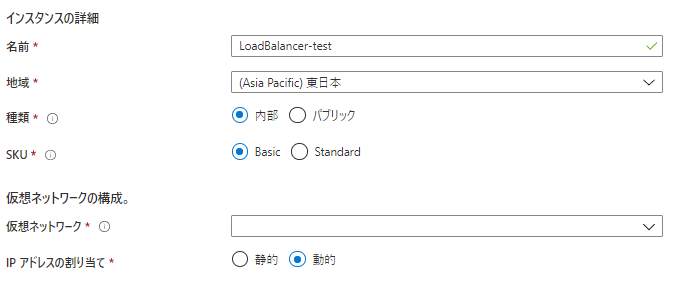 インスタンスの詳細
名前 * LoadBalancer-test
地域 * (Asia Pacific) 東日本
種類 * 内部 パブリック
SKU * Basic Standard
仮想ネットワークの構成。
仮想ネットワーク *
IP アドレスの割り当て * 静的 動的